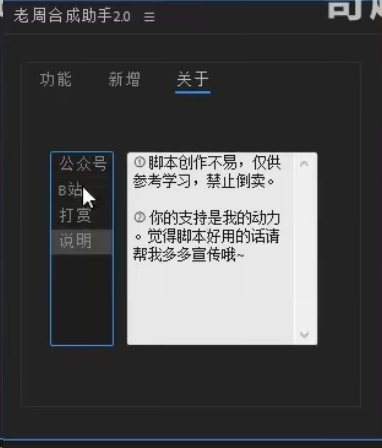 老周合成助手2.0
功能 新增 关于
公众号
B站
打赏
说明
① 脚本创作不易，仅供
参考学习，禁止倒卖。
② 你的支持是我的动力
。觉得脚本好用的话请
帮我多多宣传哦~